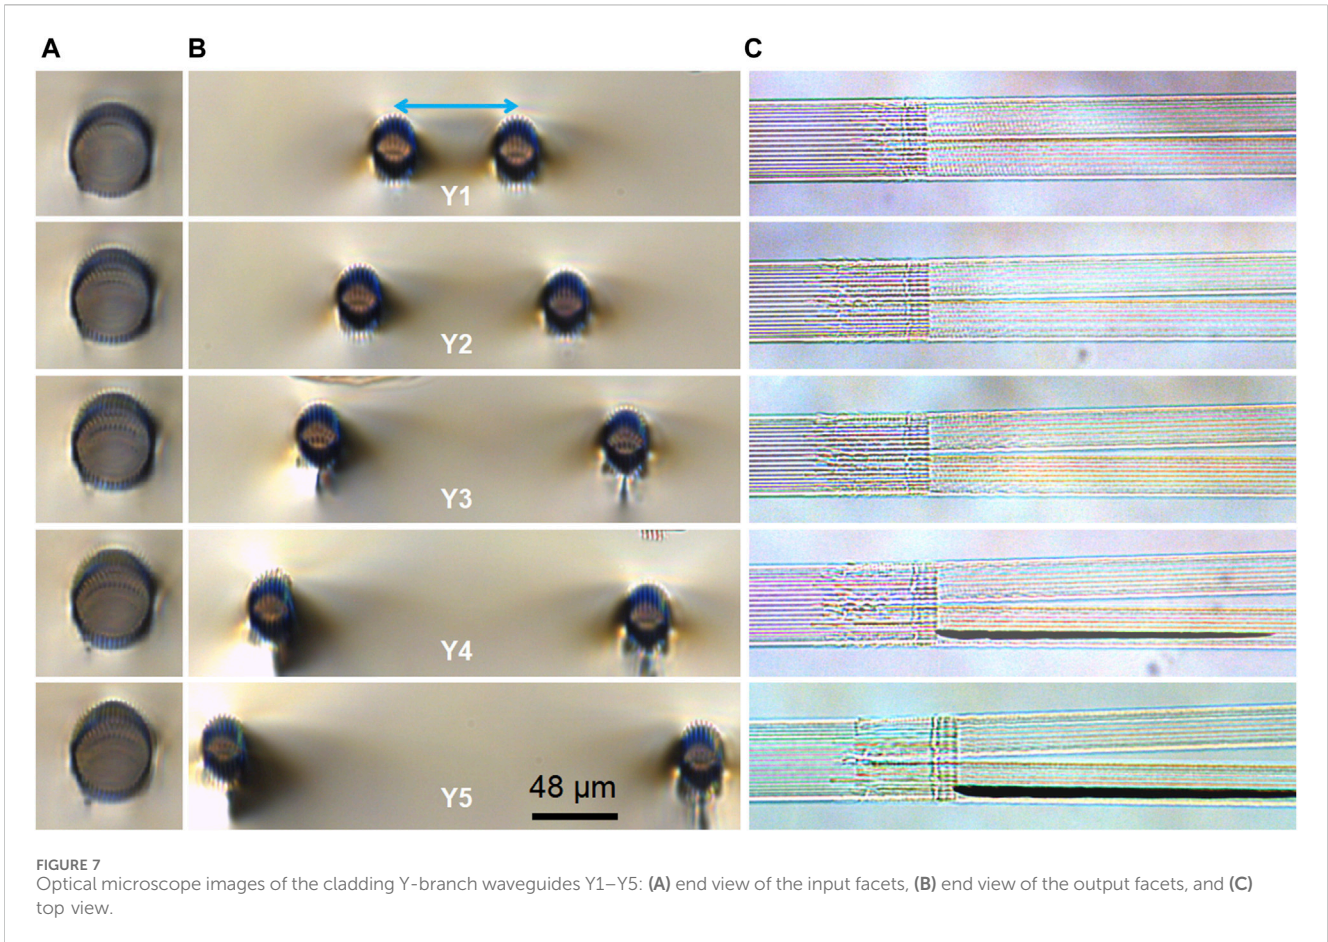 A
B
C
Y1
Y2
Y3
Y4
Y5
48 μm
FIGURE 7
Optical microscope images of the cladding Y-branch waveguides Y1–Y5: (A) end view of the input facets, (B) end view of the output facets, and (C)
top view.